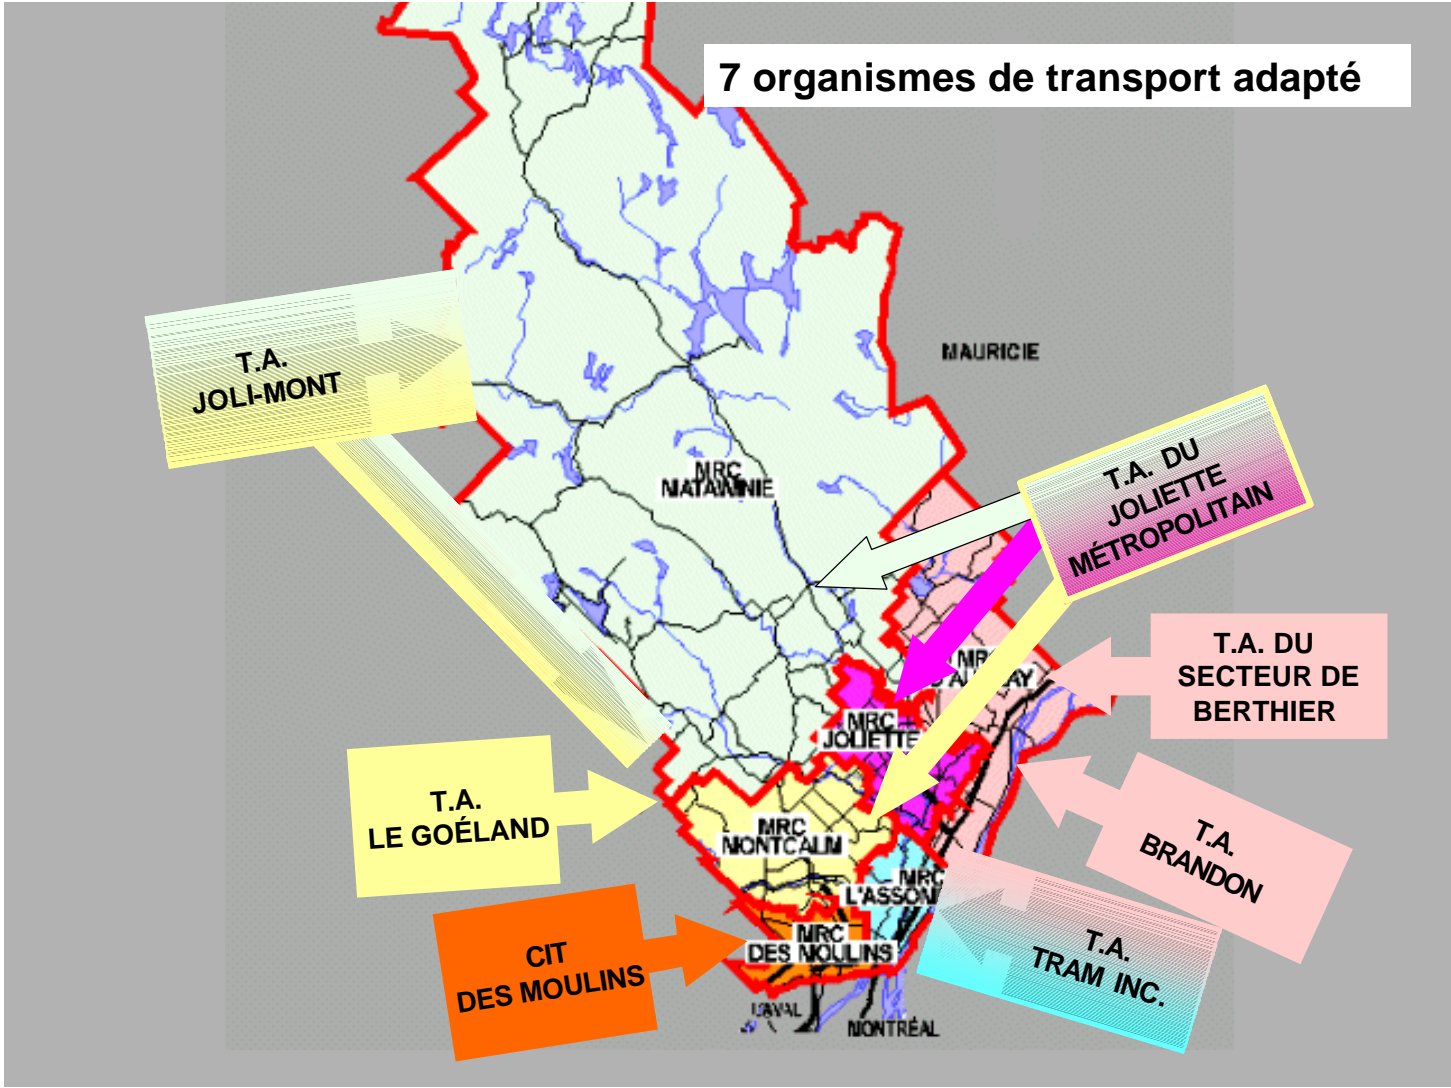 7 organismes de transport adapté
T.A.
JOLI-MONT
MAURICIE
T.A. DU
JOLIETTE
MÉTROPOLITAIN
MRC
MATAWINIE
T.A. DU
SECTEUR DE
BERTHIER
MRC
JOLIETTE
T.A.
LE GOÉLAND
MRC
MONTCALM
T.A.
BRANDON
MRC
CIT
DES MOULINS
MRC
DES MOULINS
T.A.
TRAM INC.
LAVAL
MONTRÉAL